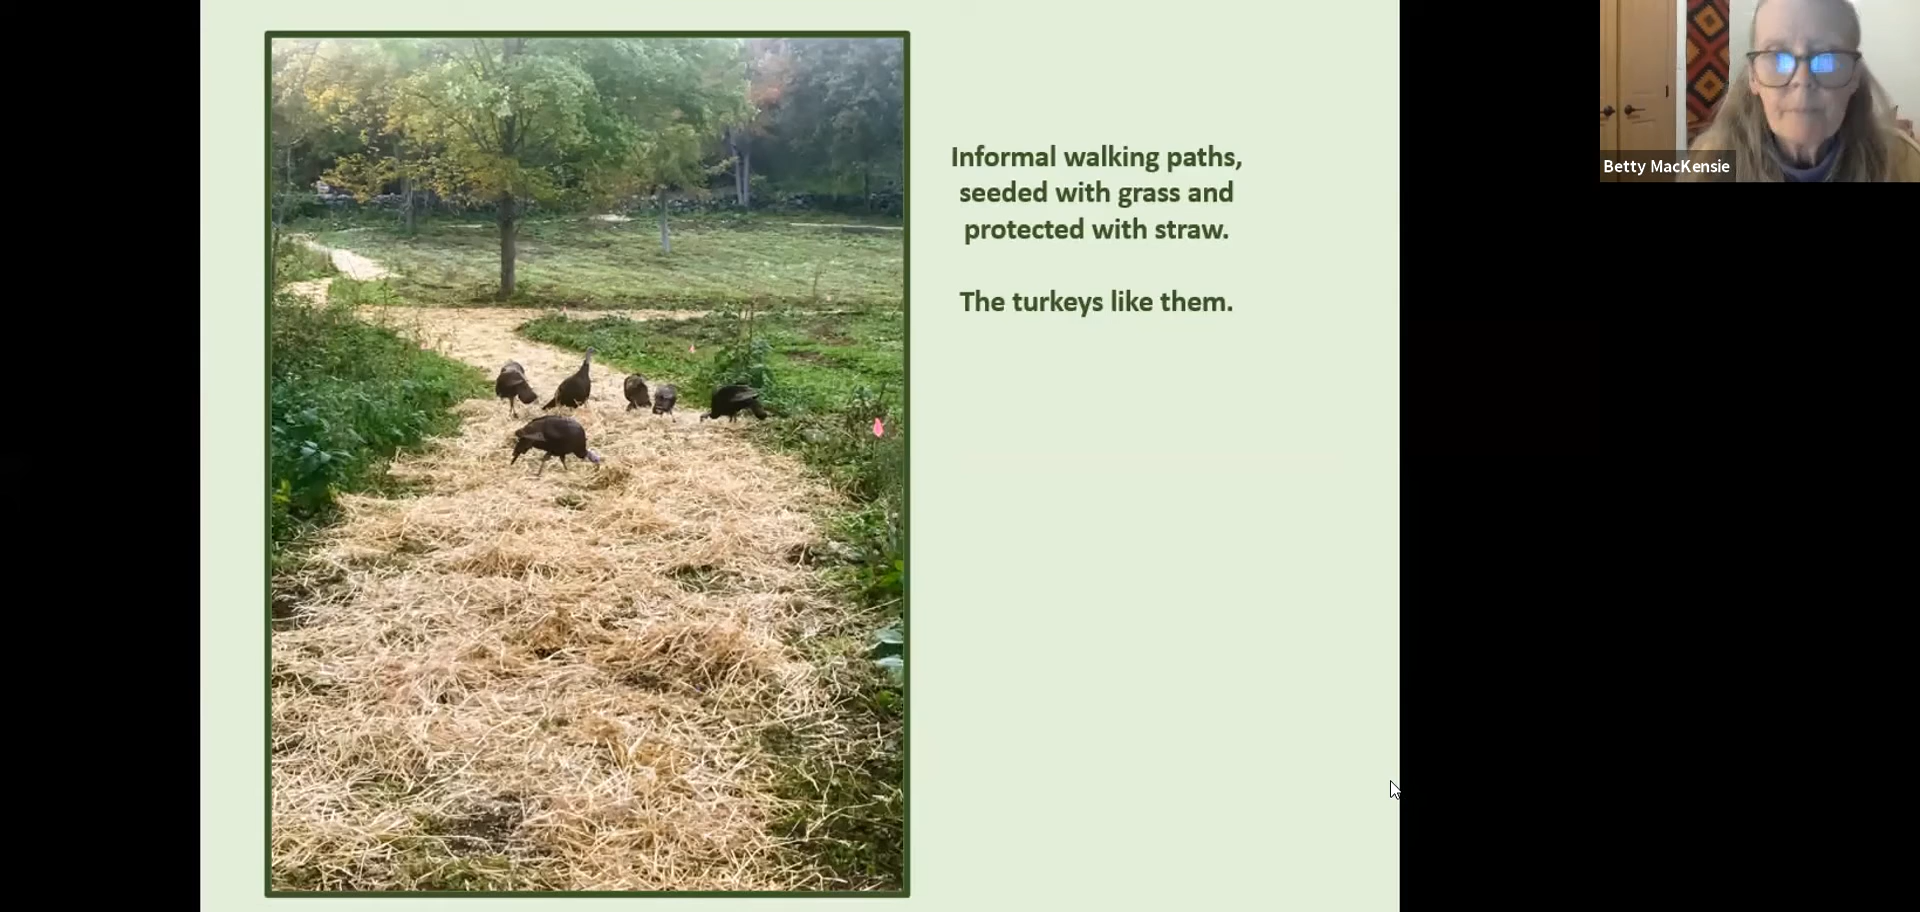 Informal walking paths,
seeded with grass and
protected with straw.
The turkeys like them.
Betty MacKensie